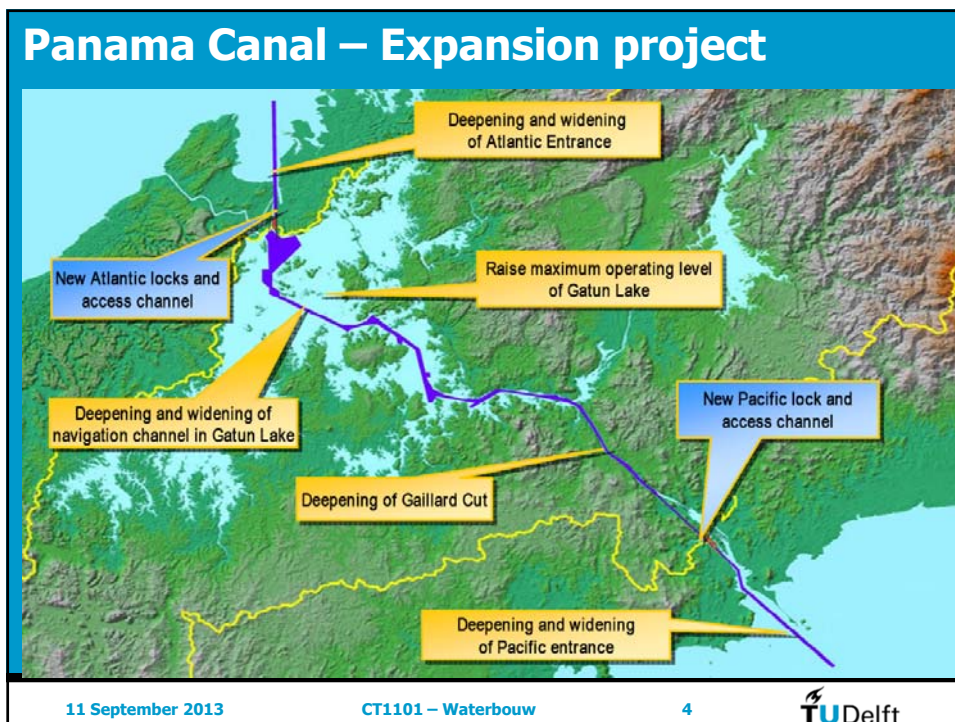 Panama Canal – Expansion project
Deepening and widening
of Atlantic Entrance
New Atlantic locks and
access channel
Raise maximum operating level
of Gatun Lake
Deepening and widening of
navigation channel in Gatun Lake
New Pacific lock and
access channel
Deepening of Gaillard Cut
Deepening and widening
of Pacific entrance
11 September 2013
CT1101 – Waterbouw
4
TUDelft